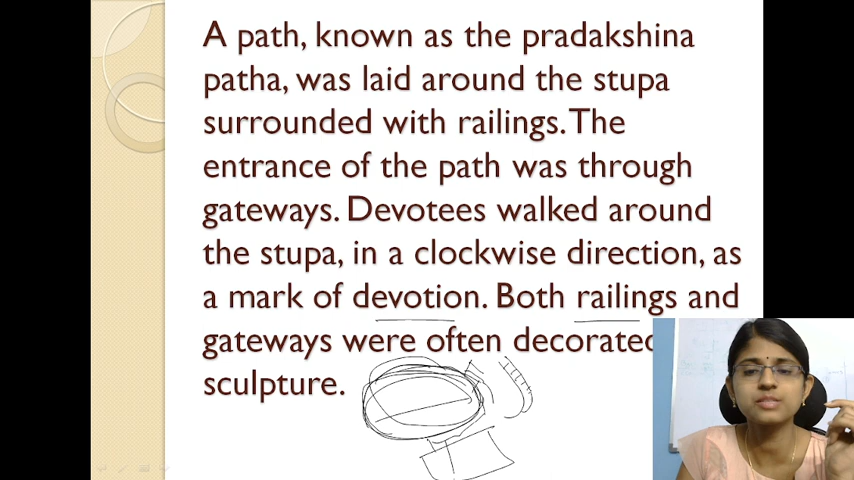 A path, known as the pradakshina
patha, was laid around the stupa
surrounded with railings. The
entrance of the path was through
gateways. Devotees walked around
the stupa, in a clockwise direction, as
a mark of devotion. Both railings and
gateways were often decorated
sculpture.